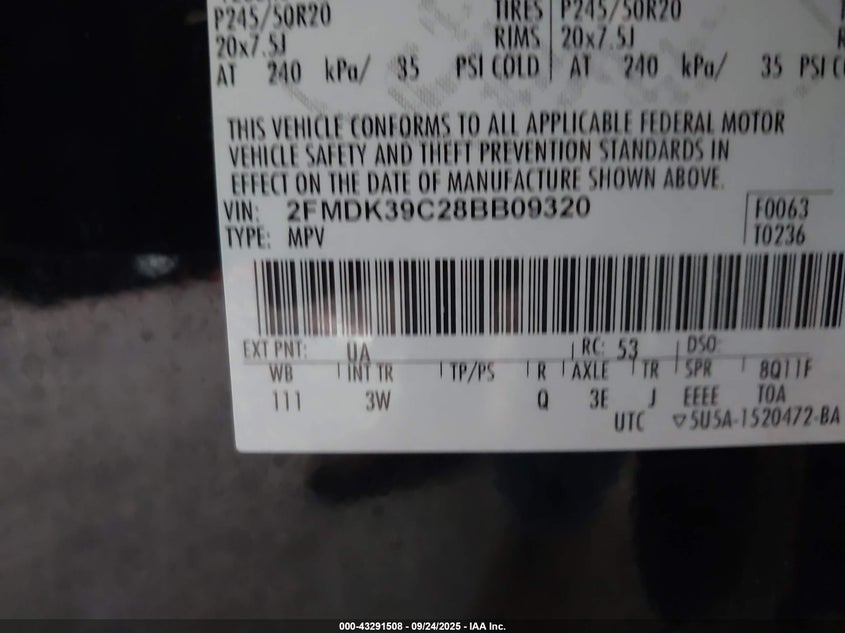 P245/50R20 TIRES P245/50R20
20x7.5J RIMS 20x7.5J
AT 240 kPa/ 35 PSI COLD AT 240 kPa/ 35 PSI
THIS VEHICLE CONFORMS TO ALL APPLICABLE FEDERAL MOTOR
VEHICLE SAFETY AND THEFT PREVENTION STANDARDS IN
EFFECT ON THE DATE OF MANUFACTURE SHOWN ABOVE.
VIN: 2FMDK39C28BB09320 F0063
TYPE: MPV T0236
EXT PNT: UA RC: 53 DSO:
WB INT TR TP/PS R AXLE TR SPR 8Q11F
111 3W Q 3E J EEEE TOA
UTC ▽5U5A-1520472-BA
000-43291508 - 09/24/2025 - IAA Inc.